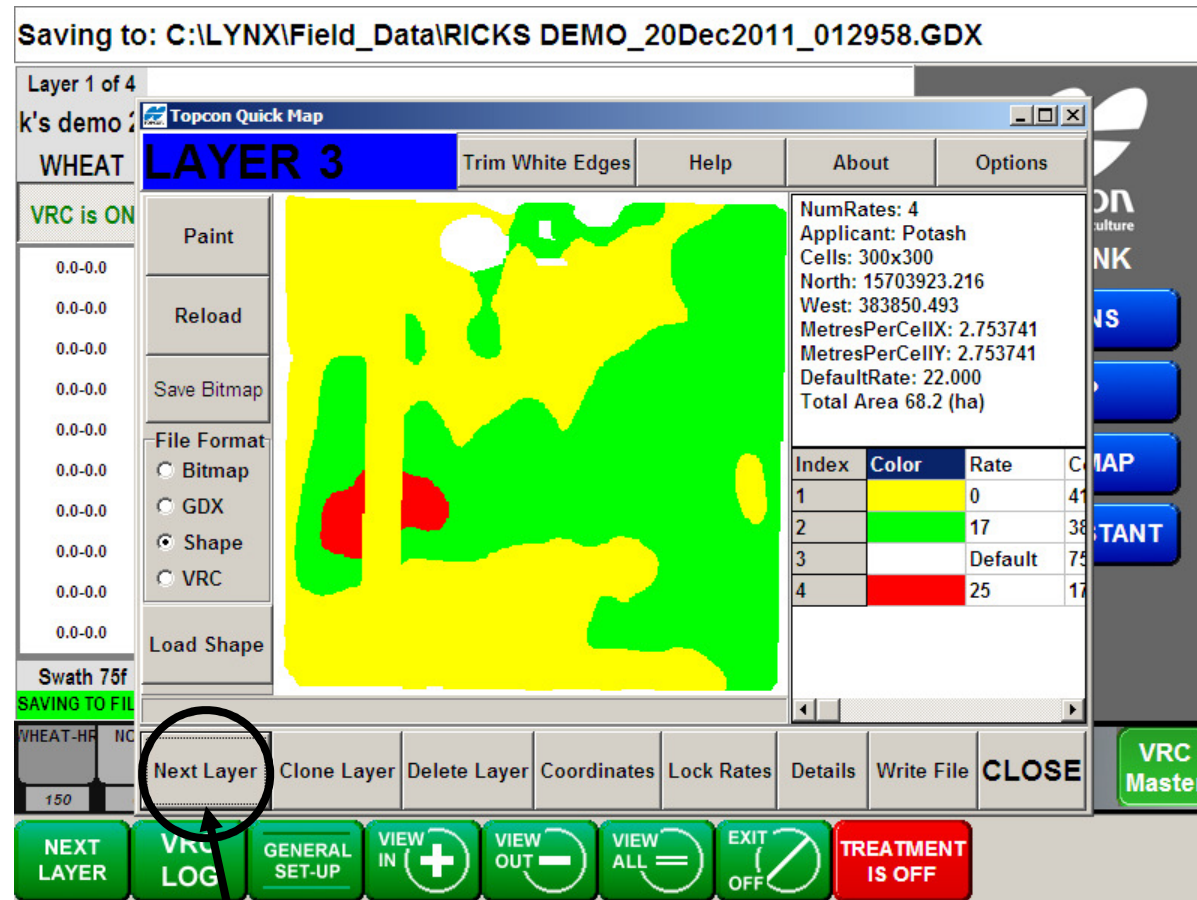 Saving to: C:\LYNX\Field_Data\RICKS DEMO_20Dec2011_012958.GDX
Layer 1 of 4
k's demo 2
WHEAT
VRC is ON
0.0-0.0
0.0-0.0
0.0-0.0
0.0-0.0
0.0-0.0
0.0-0.0
0.0-0.0
0.0-0.0
0.0-0.0
0.0-0.0
Swath 75f
SAVING TO FIL
WHEAT-HR NO
150
Topcon Quick Map
LAYER 3
Trim White Edges
Help
About
Options
Paint
Reload
Save Bitmap
File Format
Bitmap
GDX
Shape
VRC
Load Shape
NumRates: 4
Applicant: Potash
Cells: 300x300
North: 15703923.216
West: 383850.493
MetresPerCellX: 2.753741
MetresPerCellY: 2.753741
DefaultRate: 22.000
Total Area 68.2 (ha)
Index Color Rate C
1 0 41
2 17 38
3 Default 75
4 25 17
Next Layer
Clone Layer
Delete Layer
Coordinates
Lock Rates
Details
Write File
CLOSE
on
culture
NK
NS
P
MAP
STANT
VRC
Master
NEXT
LAYER
VRC
LOG
GENERAL
SET-UP
VIEW
IN
VIEW
OUT
VIEW
ALL
EXIT
OFF
TREATMENT
IS OFF